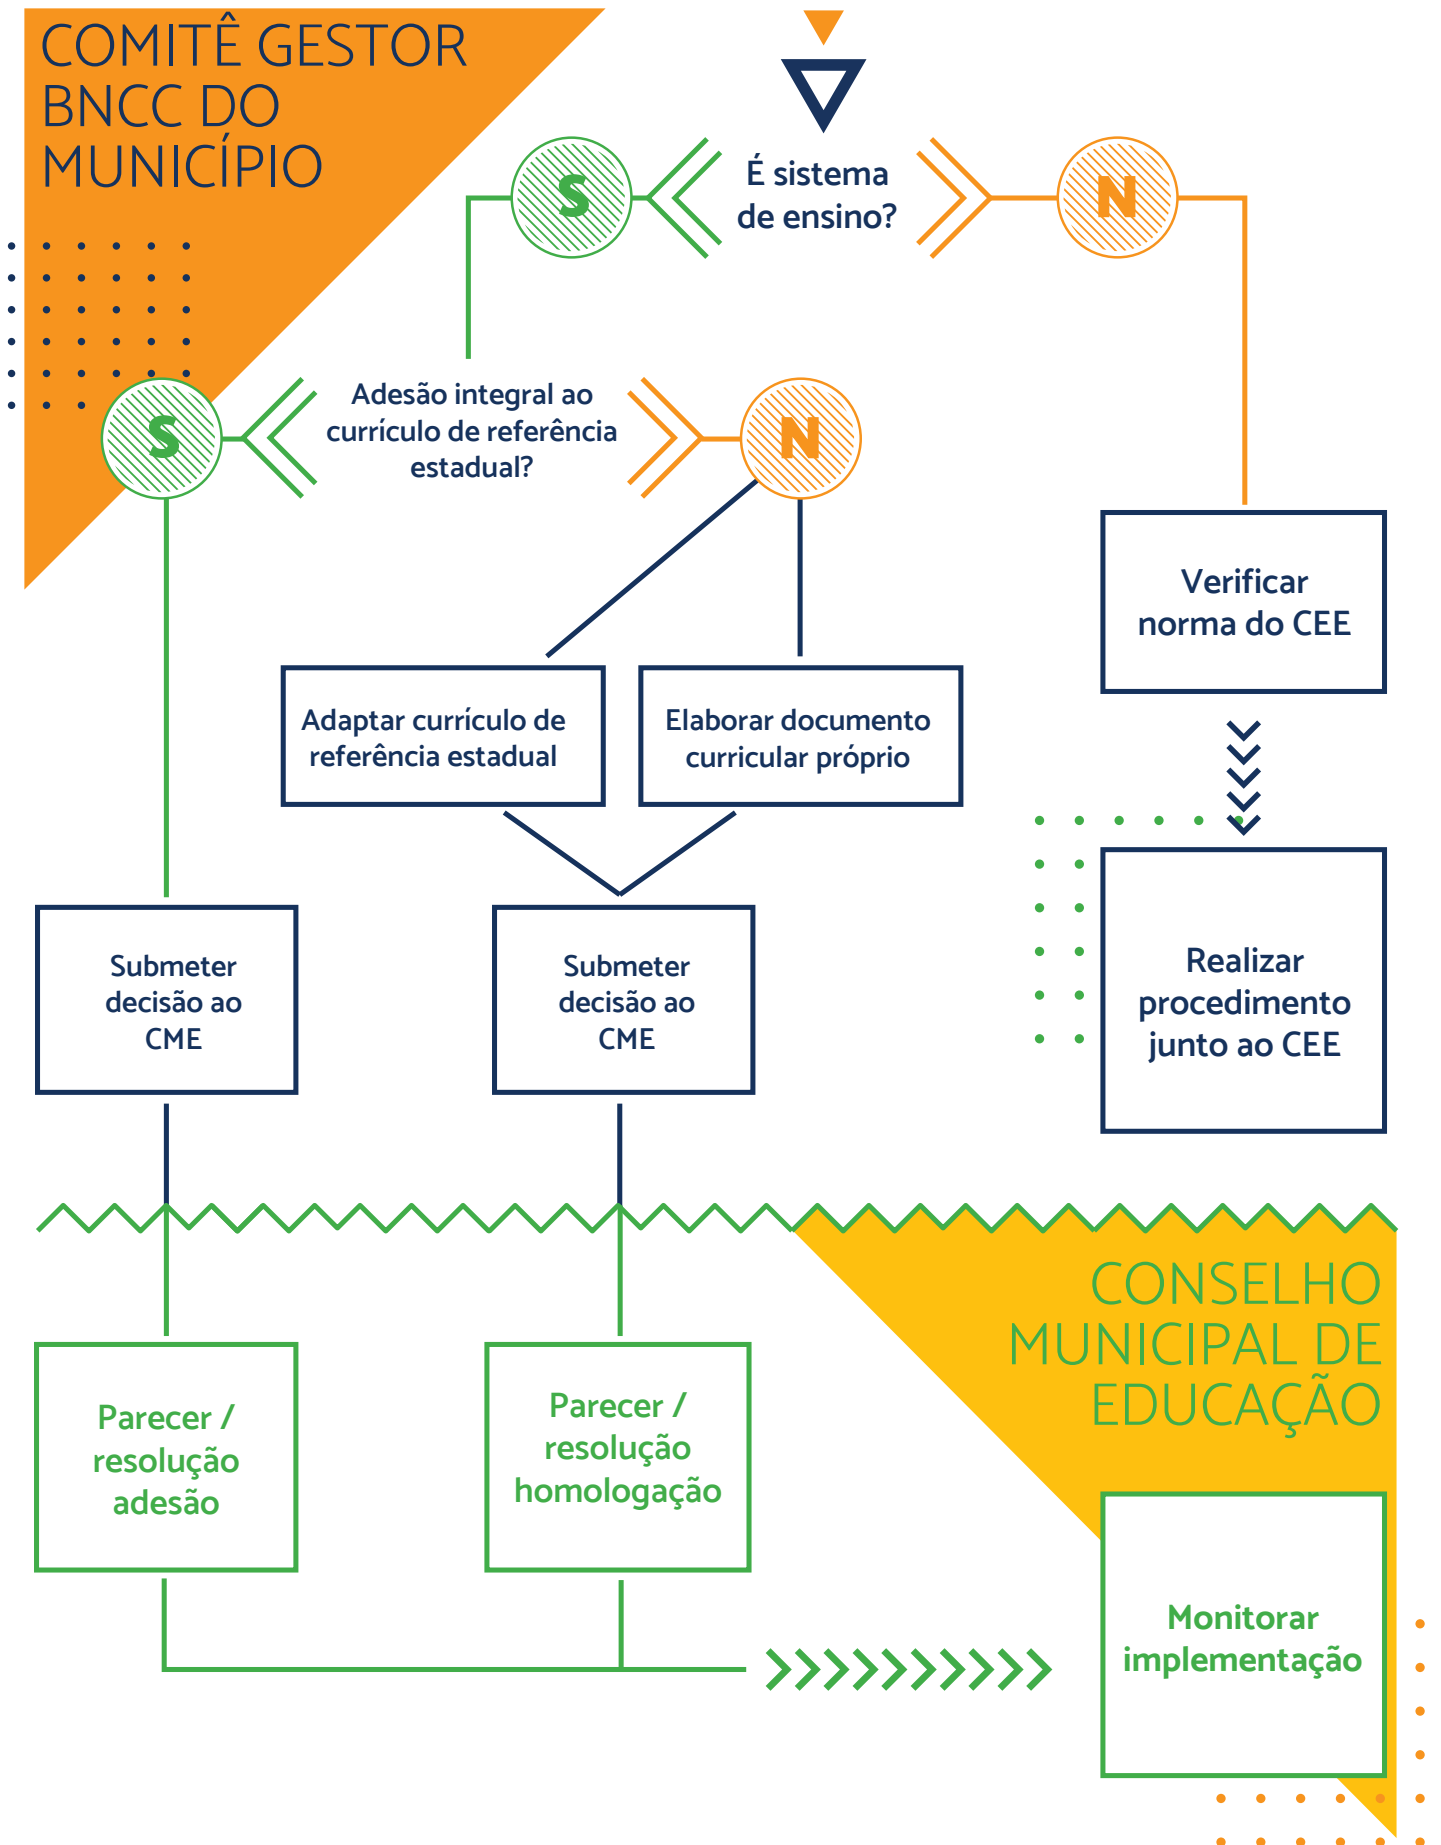 COMITÊ GESTOR
BNCC DO
MUNICÍPIO
É sistema
de ensino?
S
N
Adesão integral ao
currículo de referência
estadual?
S
N
Verificar
norma do CEE
Adaptar currículo de
referência estadual
Elaborar documento
curricular próprio
Submeter
decisão ao
CME
Submeter
decisão ao
CME
Realizar
procedimento
junto ao CEE
CONSELHO
MUNICIPAL DE
EDUCAÇÃO
Parecer /
resolução
adesão
Parecer /
resolução
homologação
Monitorar
implementação